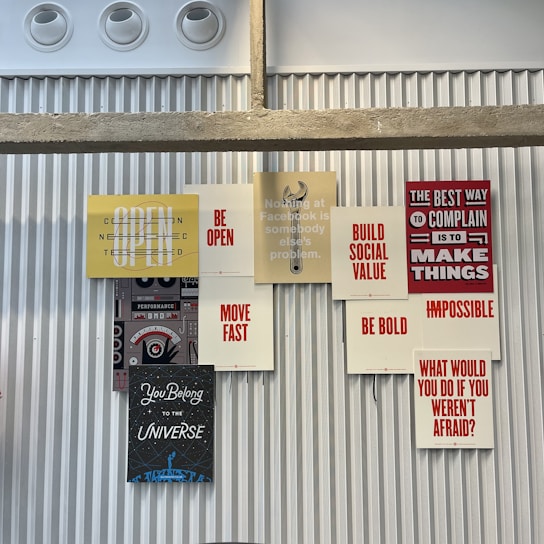 OPEN
OPEN
BE
OPEN
Nothing at
Facebook is
somebody
else's
problem.
BUILD
SOCIAL
VALUE
THE BEST WAY
TO COMPLAIN
IS TO
MAKE
THINGS
PERFORMANCE
MOVE
FAST
BE BOLD
IMPOSSIBLE
You Belong
TO THE
UNIVERSE
WHAT WOULD
YOU DO IF YOU
WEREN'T
AFRAID?